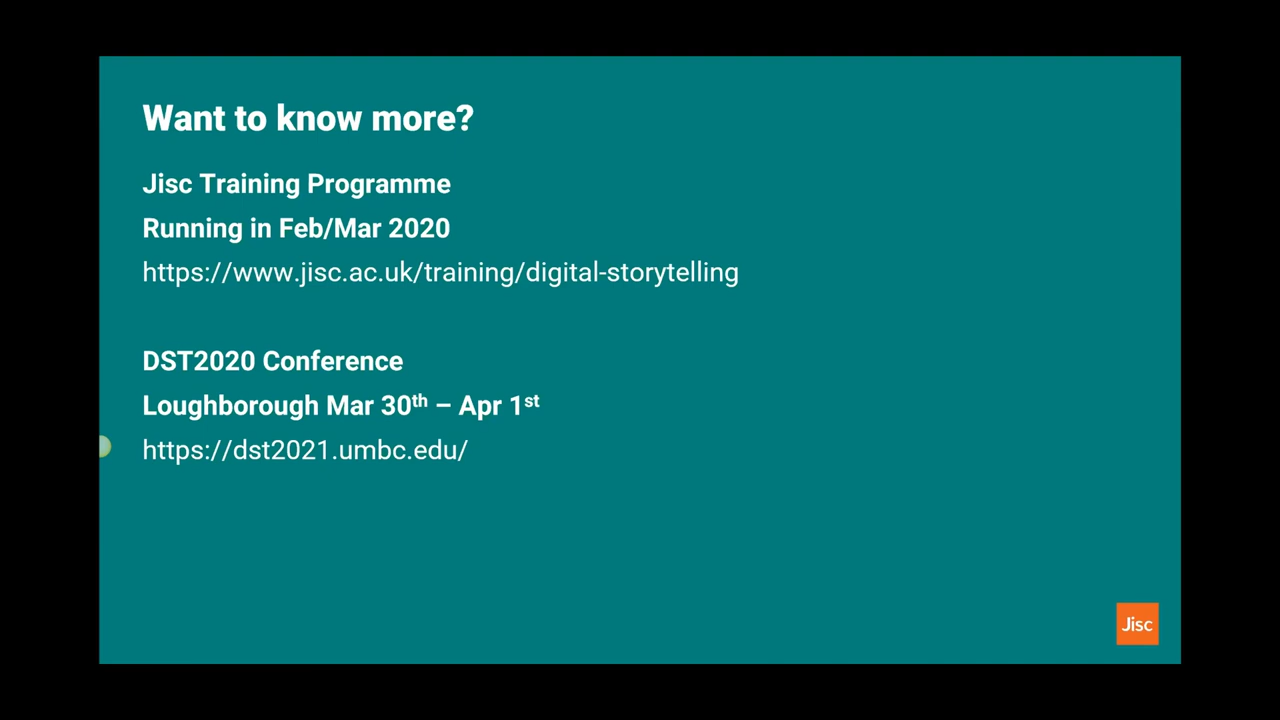 Want to know more?
Jisc Training Programme
Running in Feb/Mar 2020
https://www.jisc.ac.uk/training/digital-storytelling
DST2020 Conference
Loughborough Mar 30th – Apr 1st
https://dst2021.umbc.edu/
Jisc